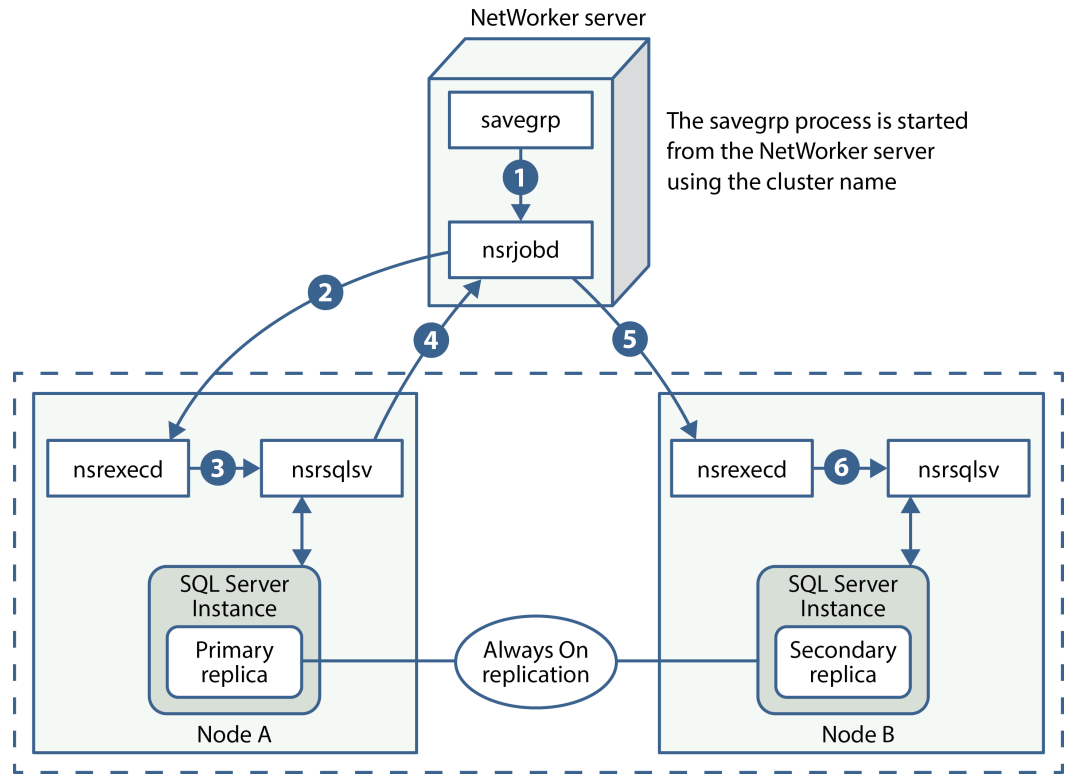 NetWorker server
savegrp
The savegrp process is started
from the NetWorker server
using the cluster name
1
nsrjobd
2
4
5
nsrexecd
3
nsrsqlsv
nsrexecd
6
nsrsqlsv
SQL Server
Instance
Primary
replica
Node A
Always On
replication
SQL Server
Instance
Secondary
replica
Node B